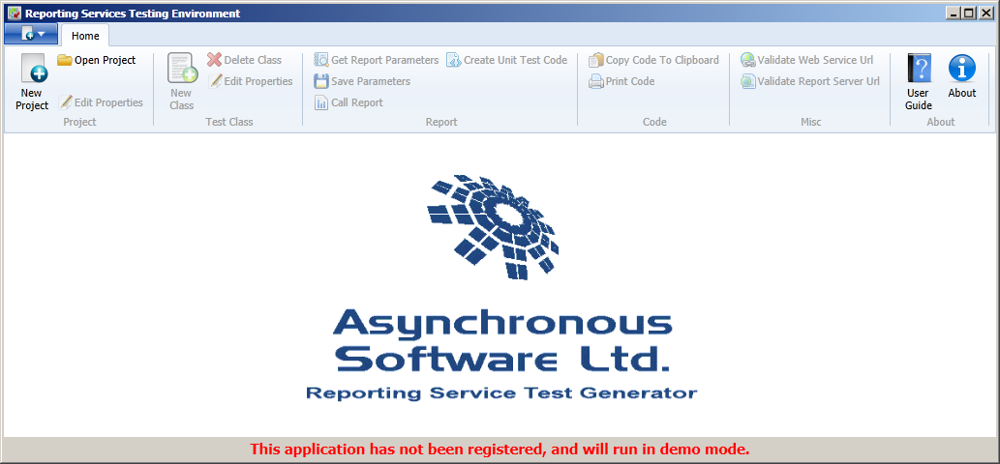 Reporting Services Testing Environment
Home
New
Project
Open Project
Edit Properties
Project
New
Class
Delete Class
Edit Properties
Test Class
Get Report Parameters
Save Parameters
Call Report
Create Unit Test Code
Report
Copy Code To Clipboard
Print Code
Code
Validate Web Service Url
Validate Report Server Url
Misc
User
Guide
About
About
Asynchronous
Software Ltd.
Reporting Service Test Generator
This application has not been registered, and will run in demo mode.